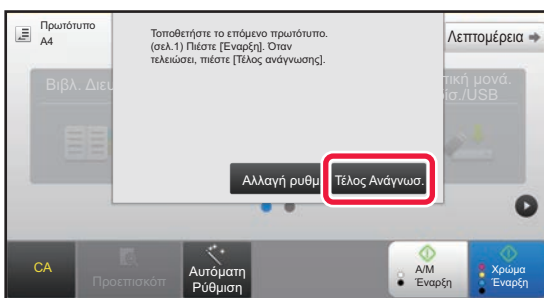 Πρωτότυπο
A4
Τοποθετήστε το επόμενο πρωτότυπο.
(σελ.1) Πιέστε [Έναρξη]. Όταν
τελειώσει, πιέστε [Τέλος ανάγνωσης].
Λεπτομέρεια
Βιβλ. Διευ
τική μονά.
ίσ./USB
Αλλαγή ρυθμ
Τέλος Ανάγνωσ.
CA
Προεπισκόπ
Αυτόματη
Ρύθμιση
Α/Μ
Έναρξη
Χρώμα
Έναρξη